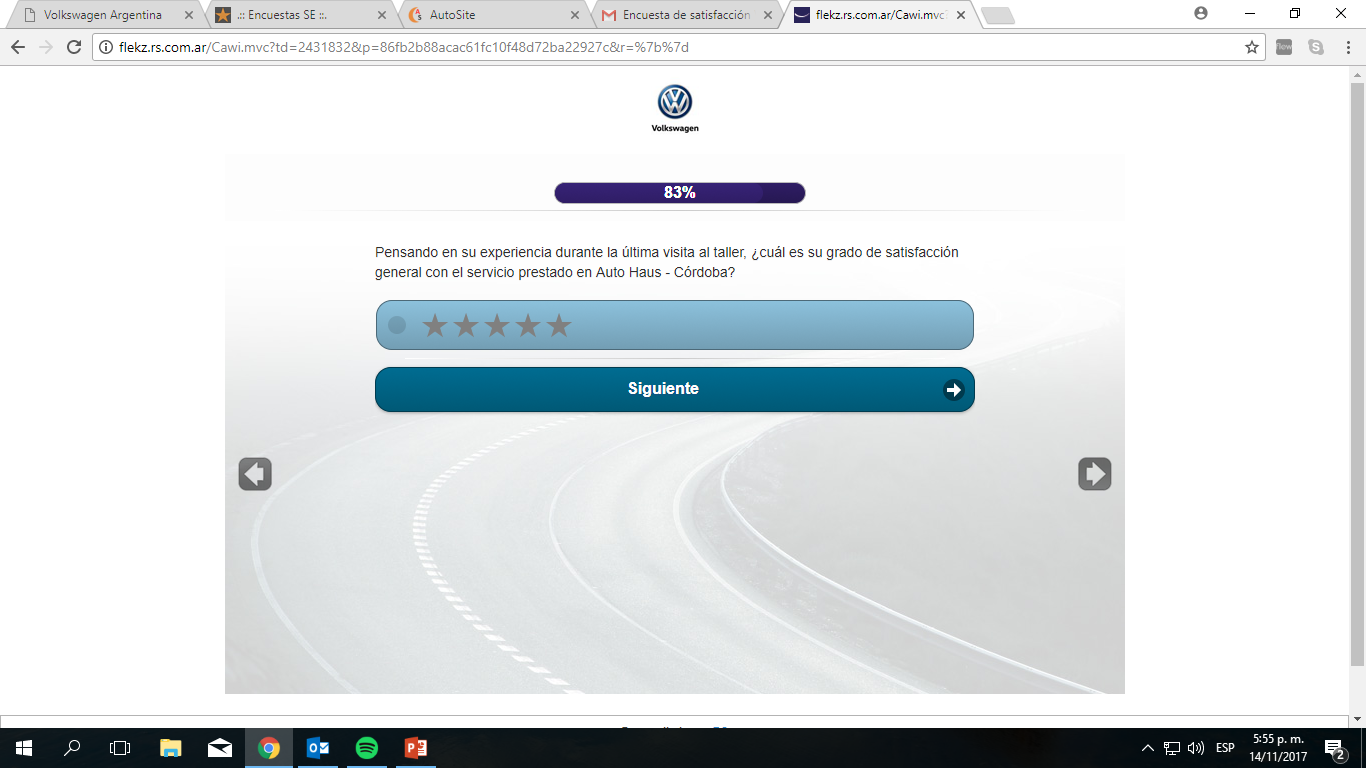 Volkswagen Argentina
.:: Encuestas SE ::.
AutoSite
Encuesta de satisfacción
flekz.rs.com.ar/Cawi.mvc
flekz.rs.com.ar/Cawi.mvc?td=2431832&p=86fb2b88acac61fc10f48d72ba22927c&r=%7b%7d
Volkswagen
83%
Pensando en su experiencia durante la última visita al taller, ¿cuál es su grado de satisfacción
general con el servicio prestado en Auto Haus - Córdoba?
Siguiente
ESP
5:55 p. m.
14/11/2017
2